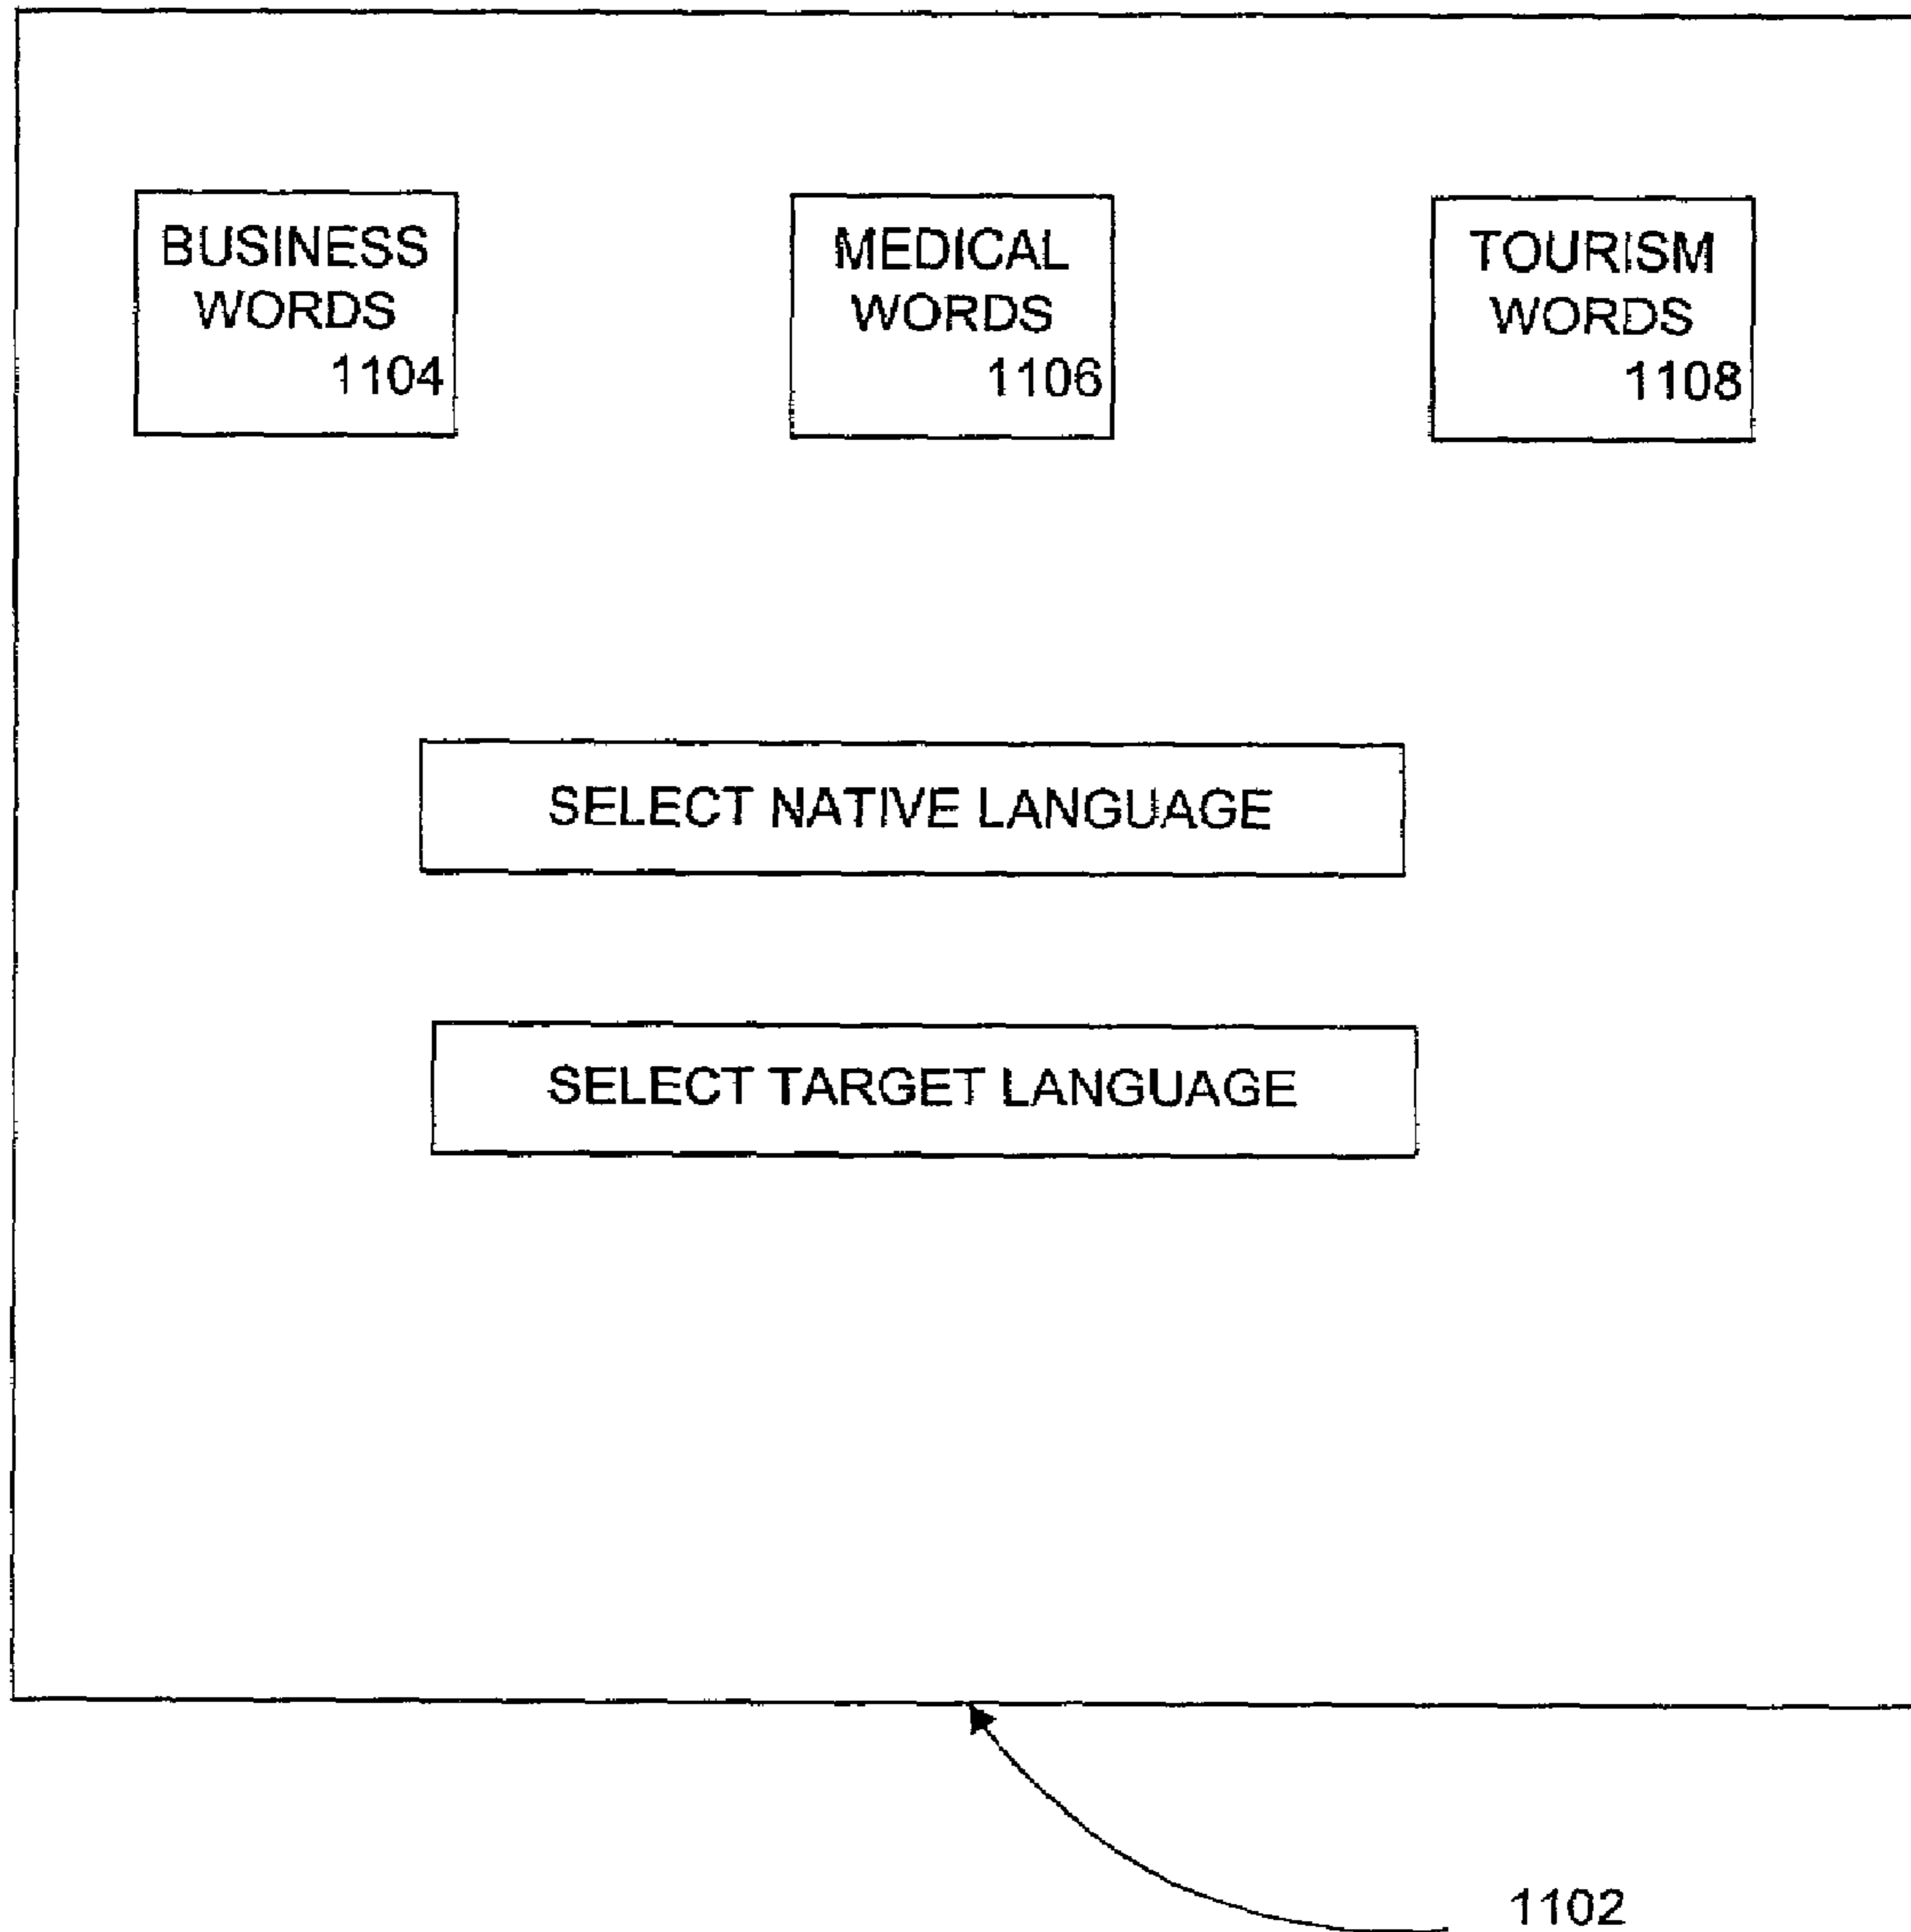 BUSINESS
WORDS
1104
MEDICAL
WORDS
1106
TOURISM
WORDS
1108
SELECT NATIVE LANGUAGE
SELECT TARGET LANGUAGE
1102